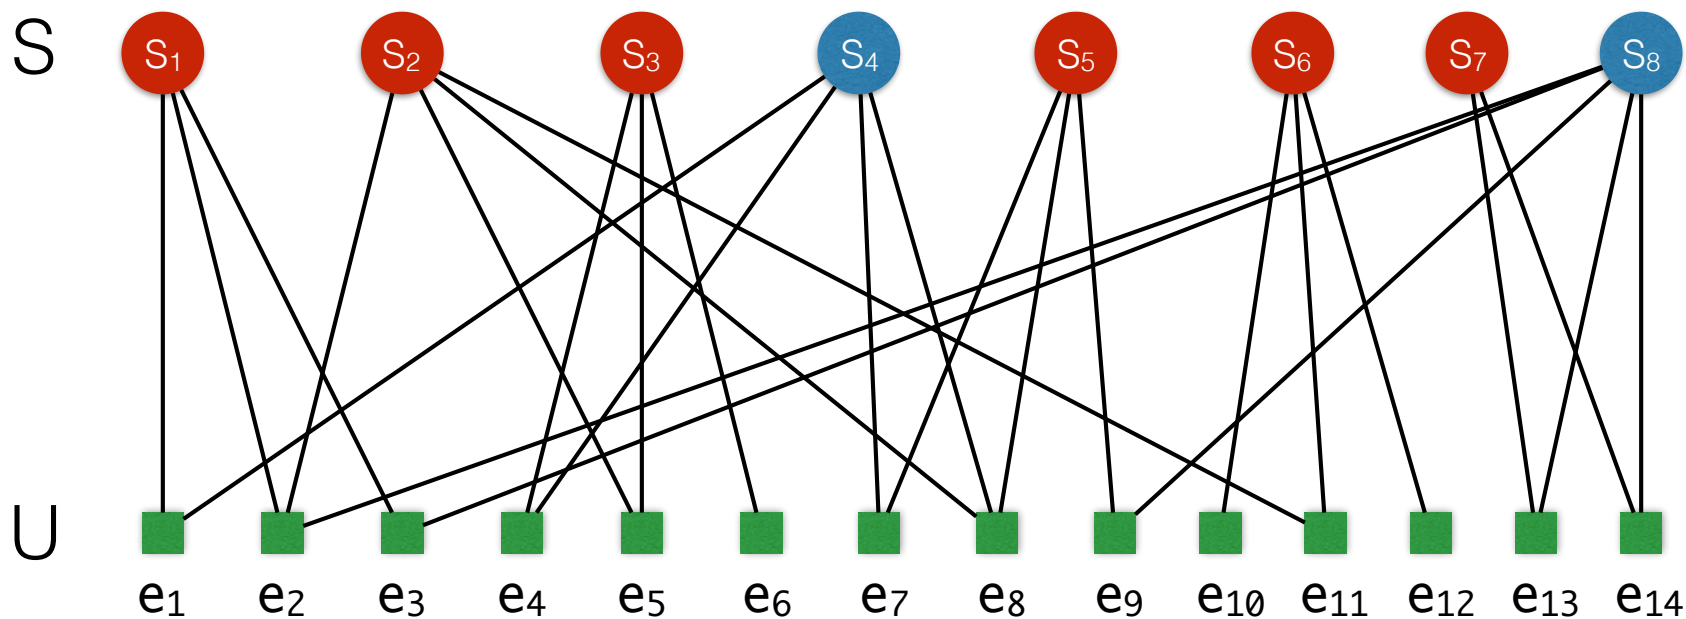 S S₁ S₂ S₃ S₄ S₅ S₆ S₇ S₈
U
e₁ e₂ e₃ e₄ e₅ e₆ e₇ e₈ e₉ e₁₀ e₁₁ e₁₂ e₁₃ e₁₄